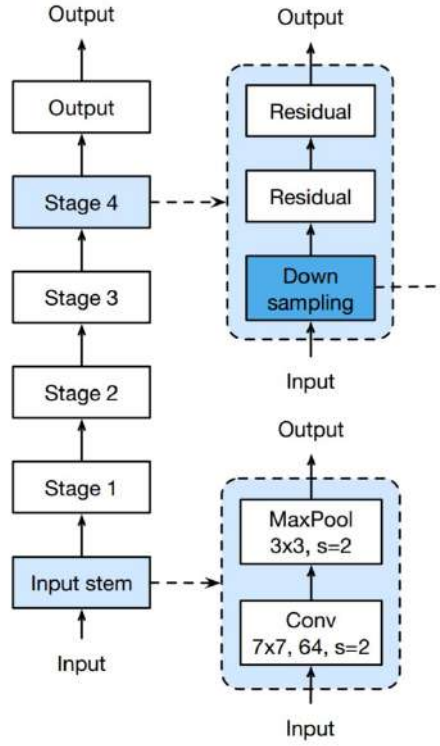 Output
Output
Stage 4
Stage 3
Stage 2
Stage 1
Input stem
Input
Output
Residual
Residual
Down
sampling
Input
Output
MaxPool
3x3, s=2
Conv
7x7, 64, s=2
Input